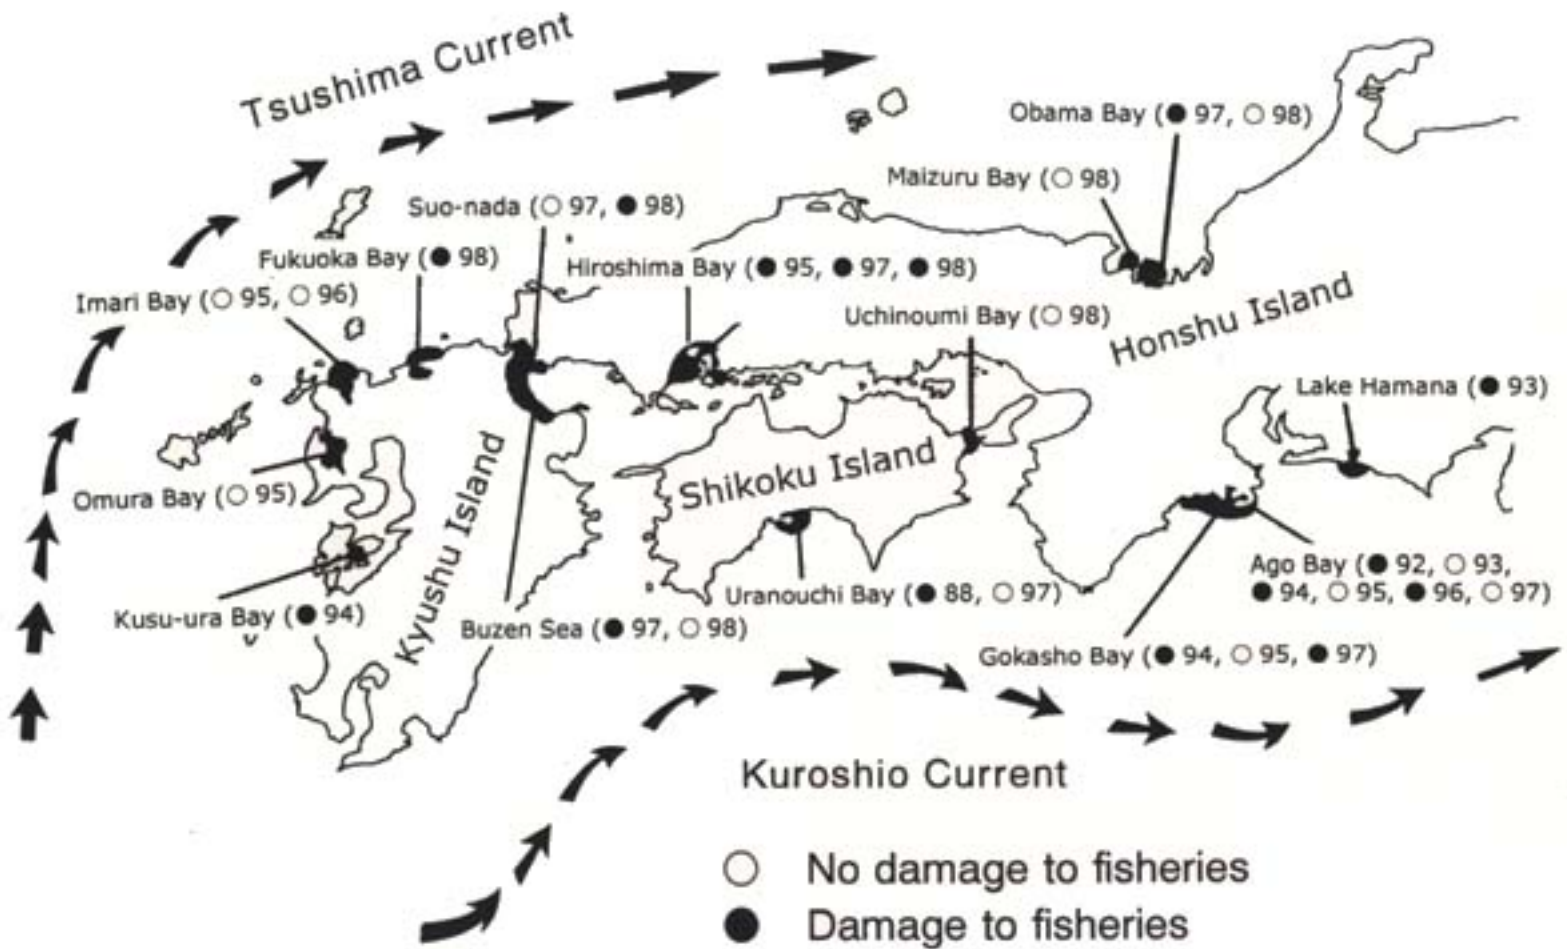 Tsushima Current
Obama Bay (● 97, ○ 98)
Maizuru Bay (○ 98)
Suo-nada (○ 97, ● 98)
Fukuoka Bay (● 98)
Hiroshima Bay (● 95, ● 97, ● 98)
Imari Bay (○ 95, ○ 96)
Uchinoumi Bay (○ 98)
Honshu Island
Lake Hamana (● 93)
Shikoku Island
Omura Bay (○ 95)
Kyushu Island
Ago Bay (● 92, ○ 93,
● 94, ○ 95, ● 96, ○ 97)
Uranouchi Bay (● 88, ○ 97)
Kusu-ura Bay (● 94)
Buzen Sea (● 97, ○ 98)
Gokasho Bay (● 94, ○ 95, ● 97)
Kuroshio Current
○ No damage to fisheries
● Damage to fisheries